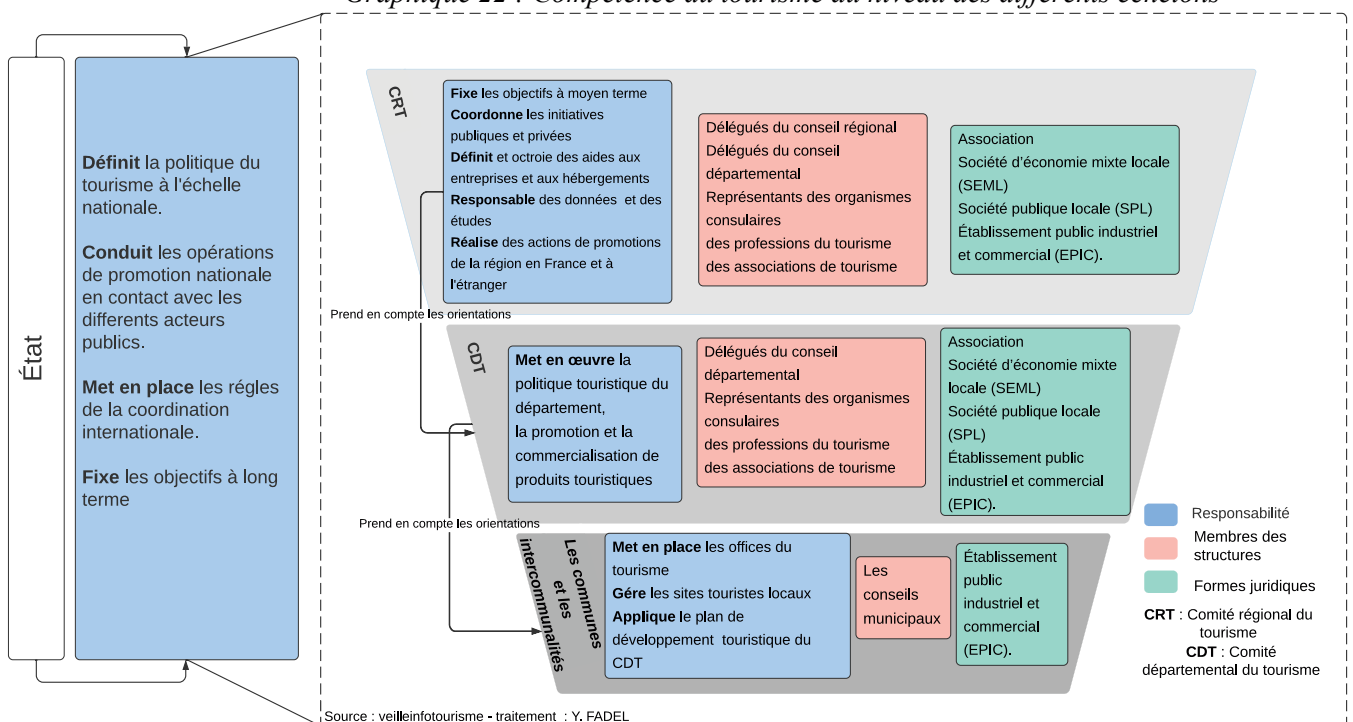 Graphique 22 : Compétence du tourisme au niveau des différents échelons
État
Définit la politique du
tourisme à l'échelle
nationale.
Conduit les opérations
de promotion nationale
en contact avec les
differents acteurs
publics.
Met en place les régles
de la coordination
internationale.
Fixe les objectifs à long
terme
CRT
Fixe les objectifs à moyen terme
Coordonne les initiatives
publiques et privées
Définit et octroie des aides aux
entreprises et aux hébergements
Responsable des données et des
études
Réalise des actions de promotions
de la région en France et à
l'étranger
Délégués du conseil régional
Délégués du conseil
départemental
Représentants des organismes
consulaires
des professions du tourisme
des associations de tourisme
Association
Société d'économie mixte locale
(SEML)
Société publique locale (SPL)
Établissement public industriel
et commercial (EPIC).
Prend en compte les orientations
CDT
Met en œuvre la
politique touristique du
département,
la promotion et la
commercialisation de
produits touristiques
Délégués du conseil
départemental
Représentants des organismes
consulaires
des professions du tourisme
des associations de tourisme
Association
Société d'économie mixte
locale (SEML)
Société publique locale
(SPL)
Établissement public
industriel et commercial
(EPIC).
Prend en compte les orientations
Les communes
et les
intercommunalités
Met en place les offices du
tourisme
Gére les sites touristes locaux
Applique le plan de
développement touristique du
CDT
Les
conseils
municipaux
Établissement
public
industriel et
commercial
(EPIC).
Responsabilité
Membres des
structures
Formes juridiques
CRT : Comité régional du
tourisme
CDT : Comité
départemental du tourisme
Source : veilleinfotourisme - traitement : Y. FADEL